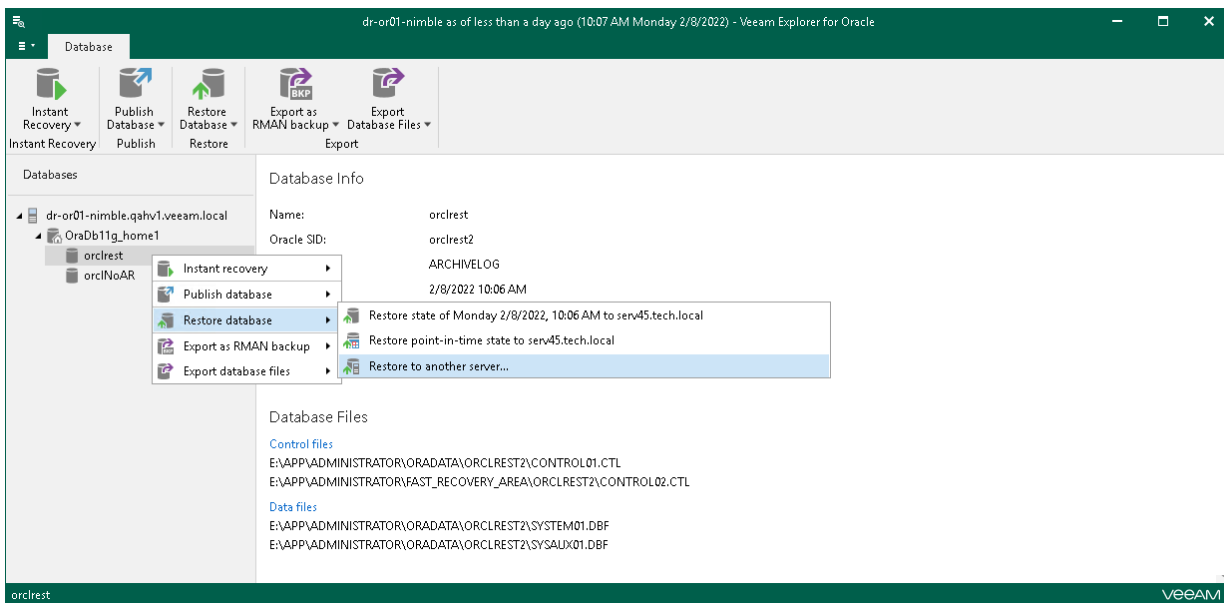 dr-or01-nimble as of less than a day ago (10:07 AM Monday 2/8/2022) - Veeam Explorer for Oracle
Database
Instant Recovery
Publish Database
Restore Database
Export as RMAN backup
Export Database Files
Instant Recovery
Publish
Restore
Export
BKP
Databases
dr-or01-nimble.qahv1.veeam.local
OraDb11g_home1
orclrest
orclNoAR
Instant recovery
Publish database
Restore database
Export as RMAN backup
Export database files
Restore state of Monday 2/8/2022, 10:06 AM to serv45.tech.local
Restore point-in-time state to serv45.tech.local
Restore to another server...
Database Info
Name: orclrest
Oracle SID: orclrest2
ARCHIVELOG
2/8/2022 10:06 AM
Database Files
Control files
E:\APP\ADMINISTRATOR\ORADATA\ORCLREST2\CONTROL01.CTL
E:\APP\ADMINISTRATOR\FAST_RECOVERY_AREA\ORCLREST2\CONTROL02.CTL
Data files
E:\APP\ADMINISTRATOR\ORADATA\ORCLREST2\SYSTEM01.DBF
E:\APP\ADMINISTRATOR\ORADATA\ORCLREST2\SYSAUX01.DBF
orclrest
veeAM